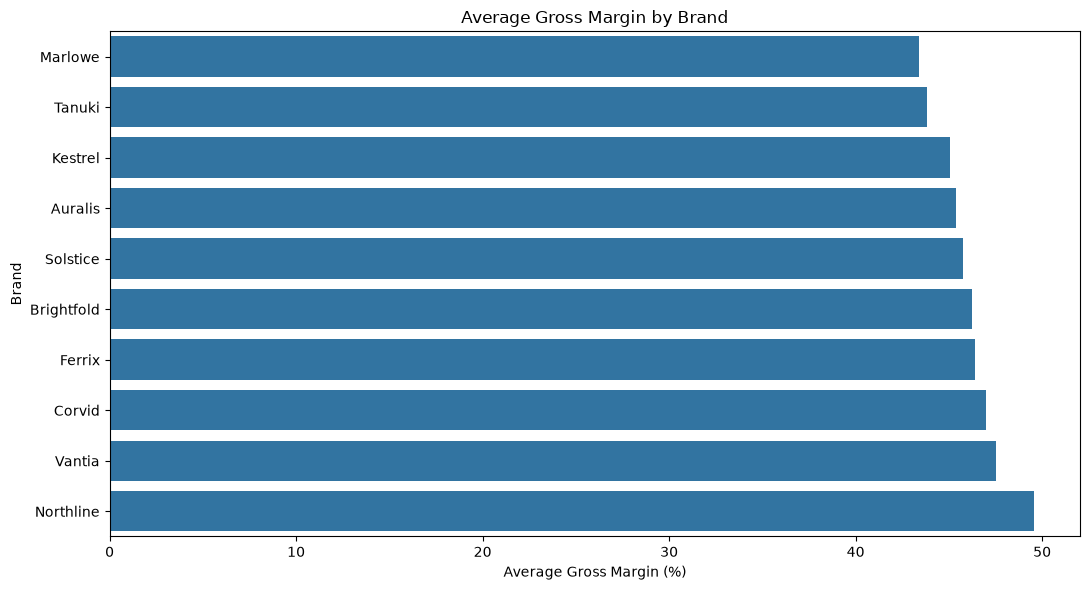 Average Gross Margin by Brand
Brand
Marlowe
Tanuki
Kestrel
Auralis
Solstice
Brightfold
Ferrix
Corvid
Vantia
Northline
0 10 20 30 40 50
Average Gross Margin (%)